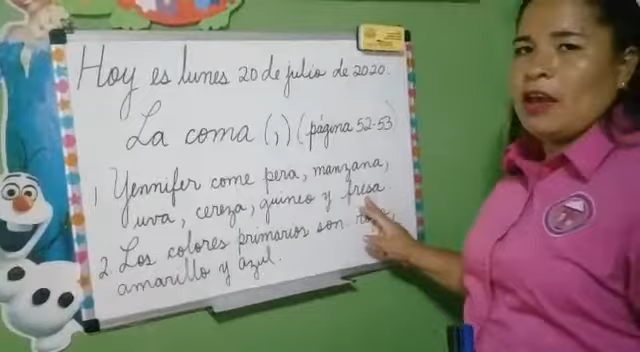 Hoy es lunes 20 de julio de 2020.
La coma (,) (página 52-53)
1 Yennifer come pera, manzana,
uva, cereza, guineo y fresa
2. Los colores primarios son
amarillo y azul.